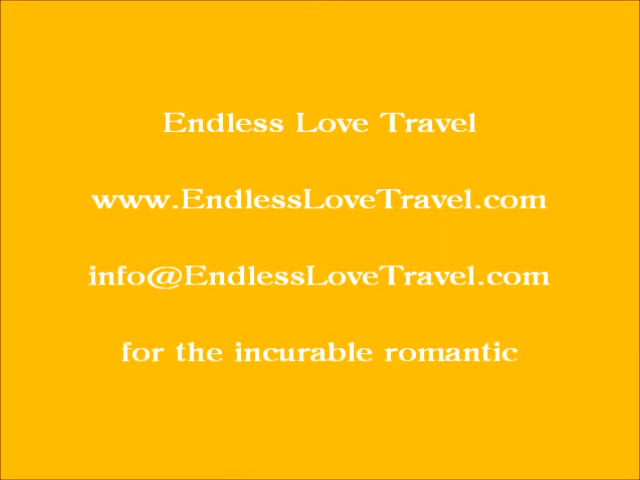 Endless Love Travel
www.EndlessLoveTravel.com
info@EndlessLoveTravel.com
for the incurable romantic